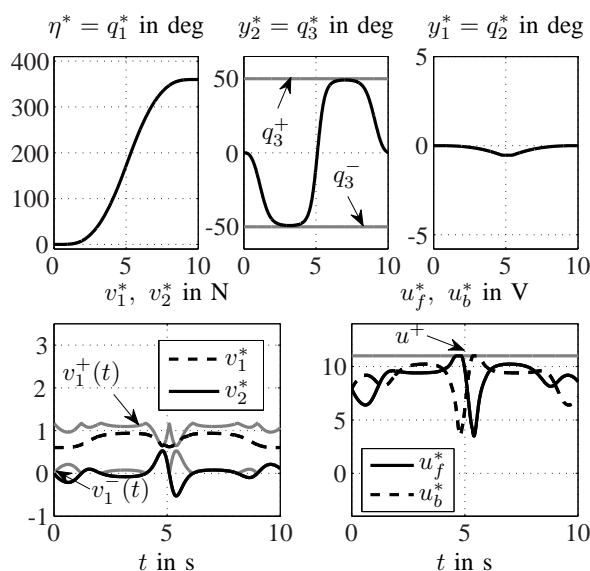 η* = q₁* in deg
y₂* = q₃* in deg
y₁* = q₂* in deg
400
300
200
100
0
0 5 10
50
0
-50
q₃⁺
q₃⁻
0 5 10
5
0
-5
0 5 10
v₁*, v₂* in N
3
2
1
0
-1
v₁⁺(t)
v₁⁻(t)
v₁*
v₂*
0 5 10
t in s
u_f*, u_b* in V
10
5
0
u⁺
u_f*
u_b*
0 5 10
t in s